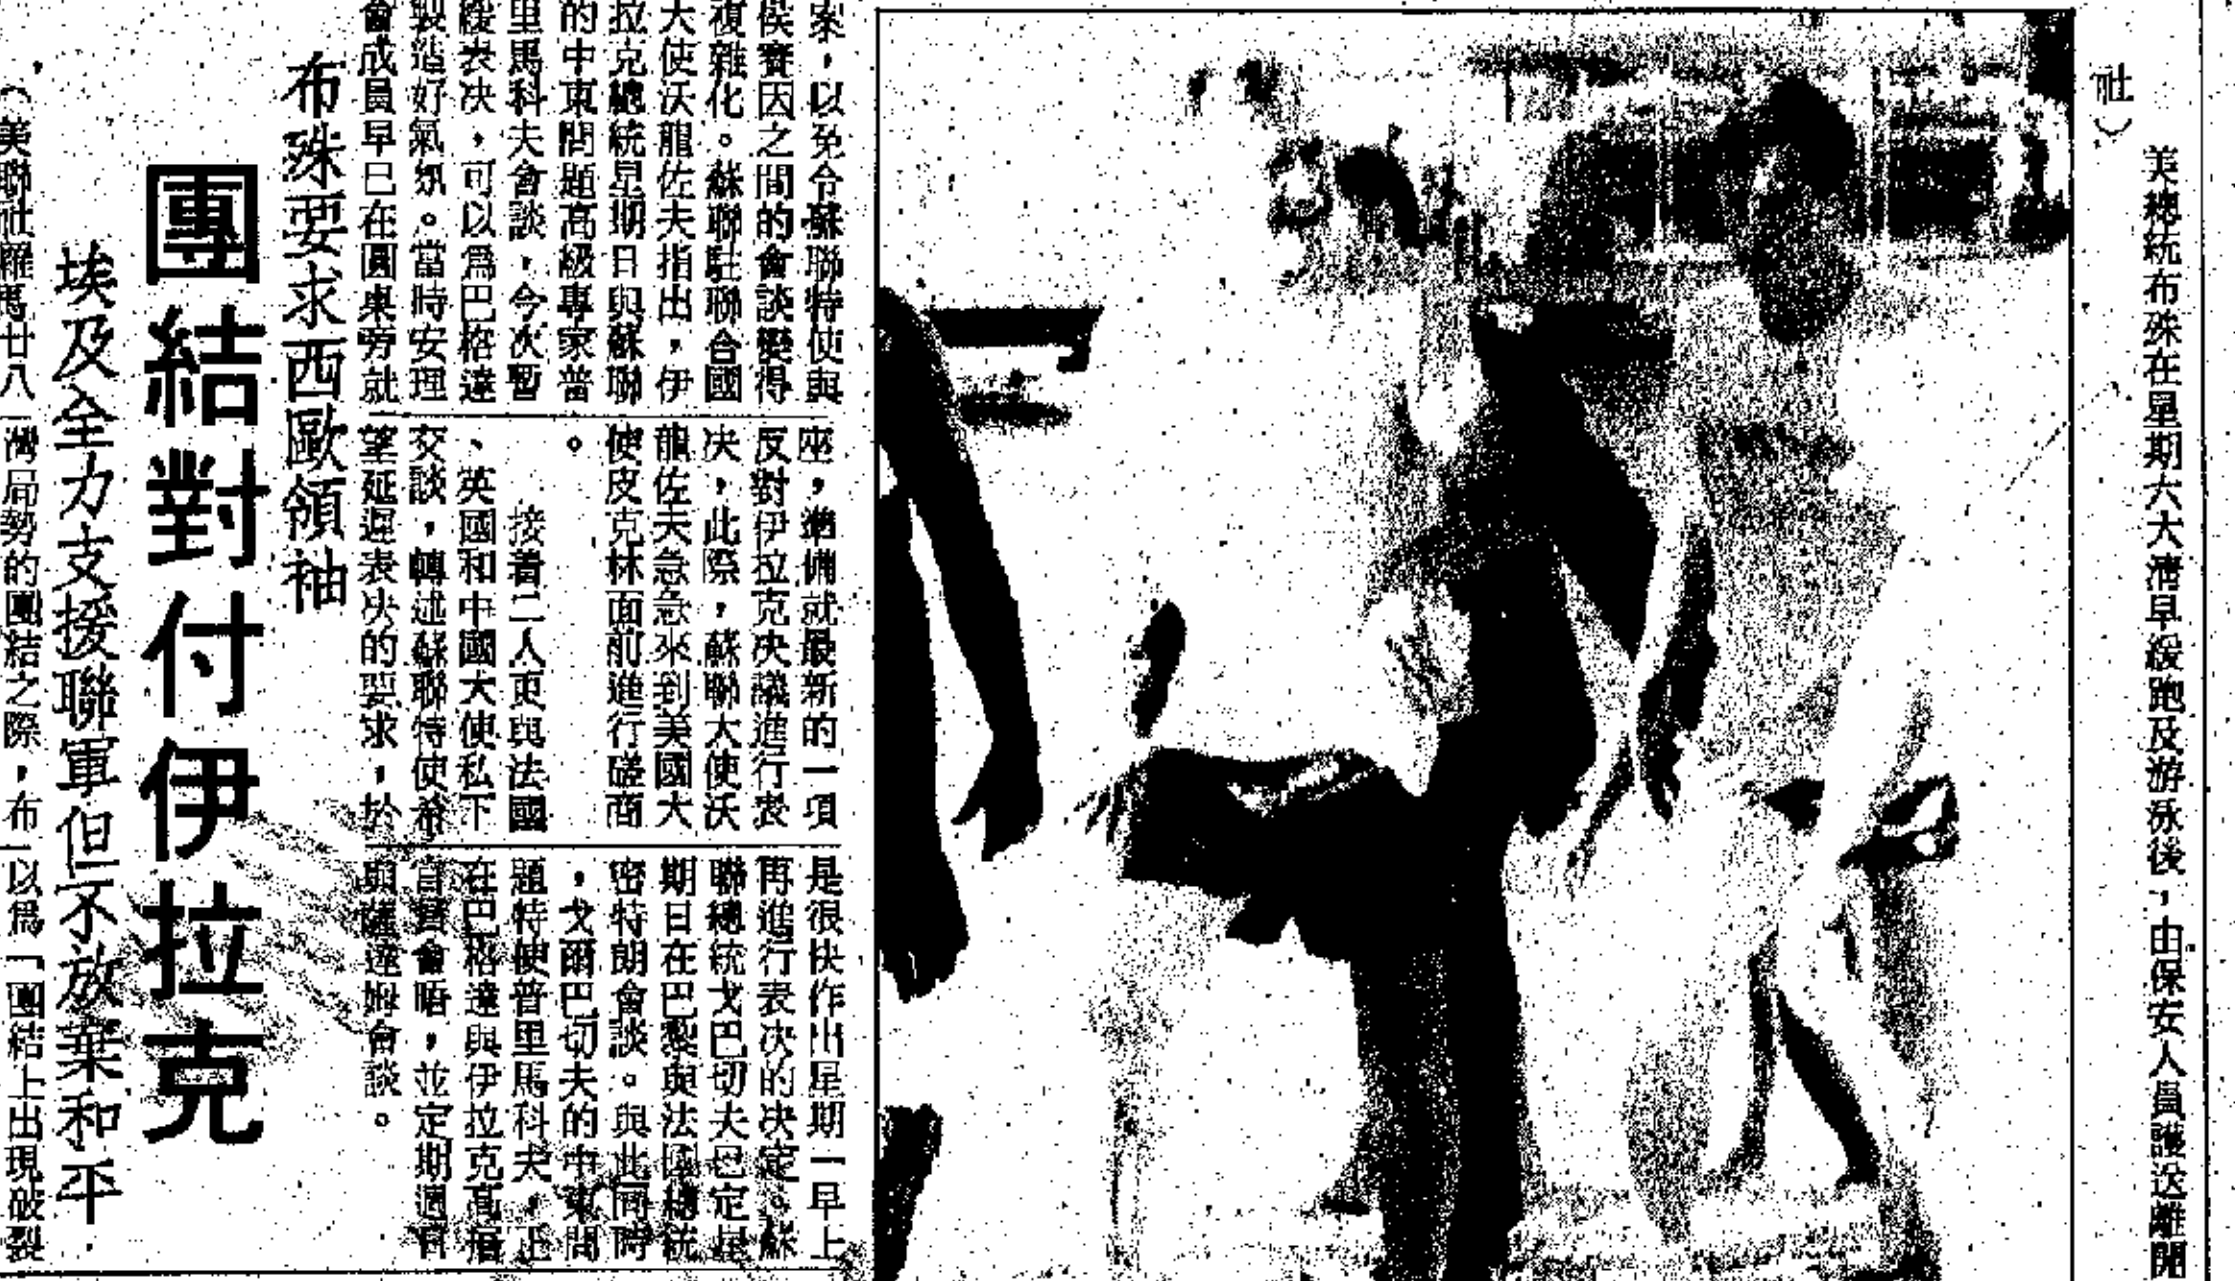 社）
美總統布殊在星期六大清早緩跑及游泳後，由保安人員護送離開
案，以免令蘇聯特使與
侯賽因之間的會談變得
複雜化。蘇聯駐聯合國
大使沃龍佐夫指出，伊
拉克總統星期日與蘇聯
的中東問題高級專家普
里馬科夫會談，今次暫
緩表决，可以爲巴格達
製造好氣氛。當時安理
會成員早已在圓桌旁就
座，準備就最新的一項
反對伊拉克决議進行表
决，此際，蘇聯大使沃
龍佐夫急急來到美國大
使皮克林面前進行磋商
。
接着二人更與法國
、英國和中國大使私下
交談，轉述蘇聯特使希
望延遲表决的要求，於
是很快作出星期一早上
再進行表决的决定。蘇
聯總統戈巴切夫已定星
期日在巴黎與法國總統
密特朗會談。與此同時
，戈爾巴切夫的中東問
題特使普里馬科夫，正
在巴格達與伊拉克高層
官員會晤，並定期週日
與薩達姆會談。
布殊要求西歐領袖
團結對付伊拉克
埃及全力支援聯軍但不放棄和平
（美聯社羅馬廿八
灣局勢的團結之際，布
以爲「團結上出現破裂